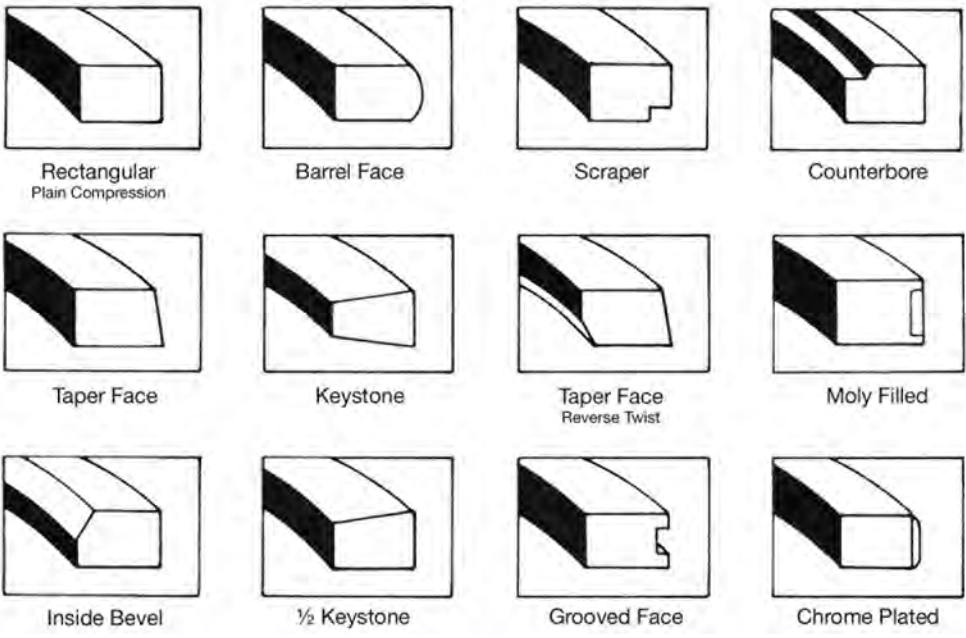 Rectangular
Plain Compression
Barrel Face
Scraper
Counterbore
Taper Face
Keystone
Taper Face
Reverse Twist
Moly Filled
Inside Bevel
½ Keystone
Grooved Face
Chrome Plated